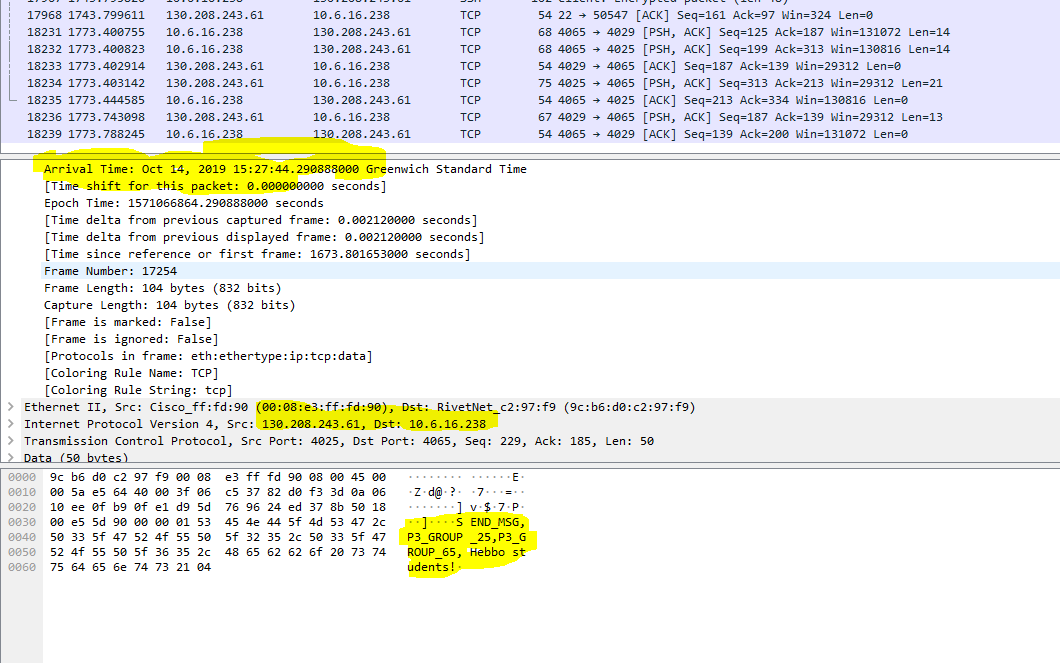 17968 1743.799611 130.208.243.61 10.6.16.238 TCP 54 22 → 50547 [ACK] Seq=161 Ack=97 Win=324 Len=0
18231 1773.400755 10.6.16.238 130.208.243.61 TCP 68 4065 → 4029 [PSH, ACK] Seq=125 Ack=187 Win=131072 Len=14
18232 1773.400823 10.6.16.238 130.208.243.61 TCP 68 4065 → 4025 [PSH, ACK] Seq=199 Ack=313 Win=130816 Len=14
18233 1773.402914 130.208.243.61 10.6.16.238 TCP 54 4029 → 4065 [ACK] Seq=187 Ack=139 Win=29312 Len=0
18234 1773.403142 130.208.243.61 10.6.16.238 TCP 75 4025 → 4065 [PSH, ACK] Seq=313 Ack=213 Win=29312 Len=21
18235 1773.444585 10.6.16.238 130.208.243.61 TCP 54 4065 → 4025 [ACK] Seq=213 Ack=334 Win=130816 Len=0
18236 1773.743098 130.208.243.61 10.6.16.238 TCP 67 4029 → 4065 [PSH, ACK] Seq=187 Ack=139 Win=29312 Len=13
18239 1773.788245 10.6.16.238 130.208.243.61 TCP 54 4065 → 4029 [ACK] Seq=139 Ack=200 Win=131072 Len=0
Arrival Time: Oct 14, 2019 15:27:44.290888000 Greenwich Standard Time
[Time shift for this packet: 0.000000000 seconds]
Epoch Time: 1571066864.290888000 seconds
[Time delta from previous captured frame: 0.002120000 seconds]
[Time delta from previous displayed frame: 0.002120000 seconds]
[Time since reference or first frame: 1673.801653000 seconds]
Frame Number: 17254
Frame Length: 104 bytes (832 bits)
Capture Length: 104 bytes (832 bits)
[Frame is marked: False]
[Frame is ignored: False]
[Protocols in frame: eth:ethertype:ip:tcp:data]
[Coloring Rule Name: TCP]
[Coloring Rule String: tcp]
Ethernet II, Src: Cisco_ff:fd:90 (00:08:e3:ff:fd:90), Dst: RivetNet_c2:97:f9 (9c:b6:d0:c2:97:f9)
Internet Protocol Version 4, Src: 130.208.243.61, Dst: 10.6.16.238
Transmission Control Protocol, Src Port: 4025, Dst Port: 4065, Seq: 229, Ack: 185, Len: 50
Data (50 bytes)
0000 9c b6 d0 c2 97 f9 00 08 e3 ff fd 90 08 00 45 00 ········ ······E·
0010 00 5a e5 64 40 00 3f 06 c5 37 82 d0 f3 3d 0a 06 ·Z·d@·?· ·7···=··
0020 10 ee 0f b9 0f e1 d9 5d 76 96 24 ed 37 8b 50 18 ·······] v·$·7·P·
0030 00 e5 5d 90 00 00 01 53 45 4e 44 5f 4d 53 47 2c ··]····S END_MSG,
0040 50 33 5f 47 52 4f 55 50 5f 32 35 2c 50 33 5f 47 P3_GROUP _25,P3_G
0050 52 4f 55 50 5f 36 35 2c 48 65 62 62 6f 20 73 74 ROUP_65, Hebbo st
0060 75 64 65 6e 74 73 21 04 udents!·